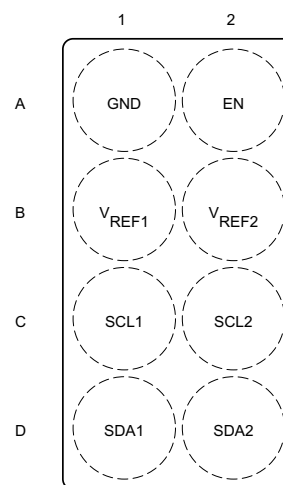 1 2
A GND EN
B VREF1 VREF2
C SCL1 SCL2
D SDA1 SDA2